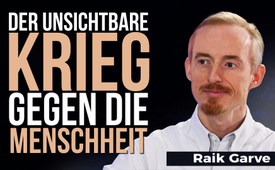 DER UNSICHTBARE
KRIEG
GEGEN DIE
MENSCHHEIT
Raik Garve